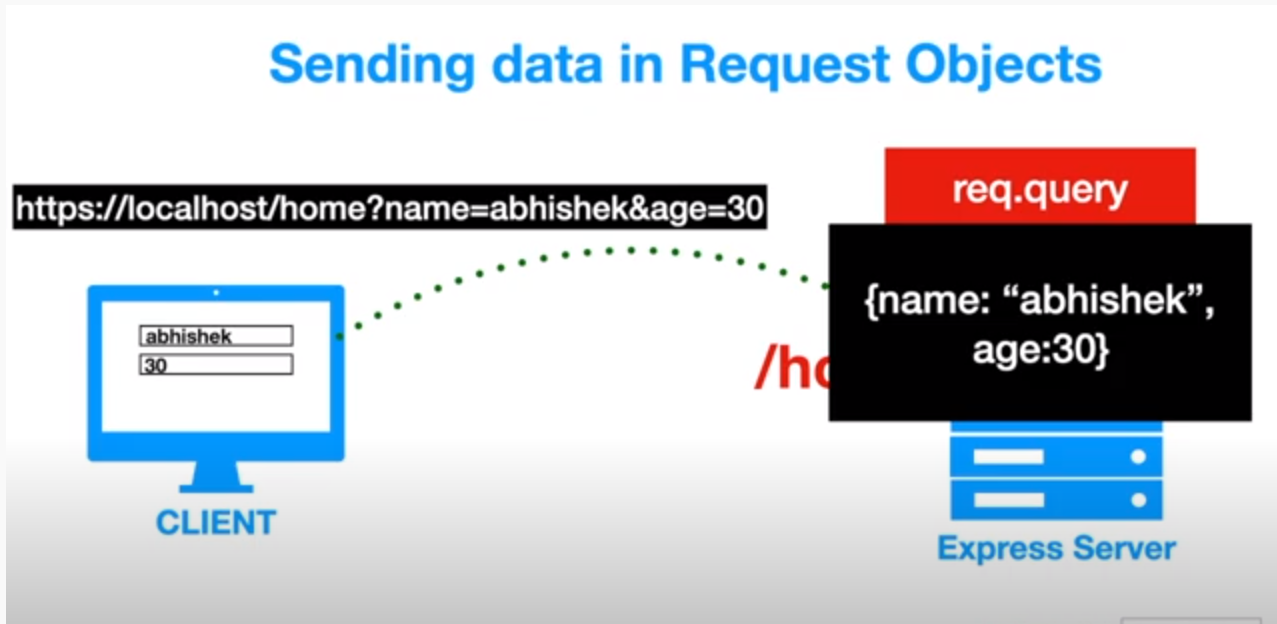 Sending data in Request Objects
https://localhost/home?name=abhishek&age=30
req.query
{name: “abhishek”,
age:30}
abhishek
30
/ho
CLIENT
Express Server